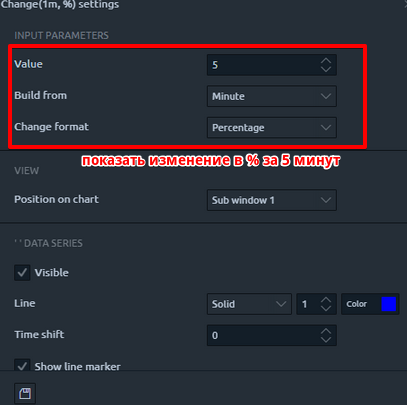 Change(1m, %) settings
INPUT PARAMETERS
Value 5
Build from Minute
Change format Percentage
показать изменение в % за 5 минут
VIEW
Position on chart Sub window 1
' ' DATA SERIES
Visible
Line Solid 1 Color
Time shift 0
Show line marker